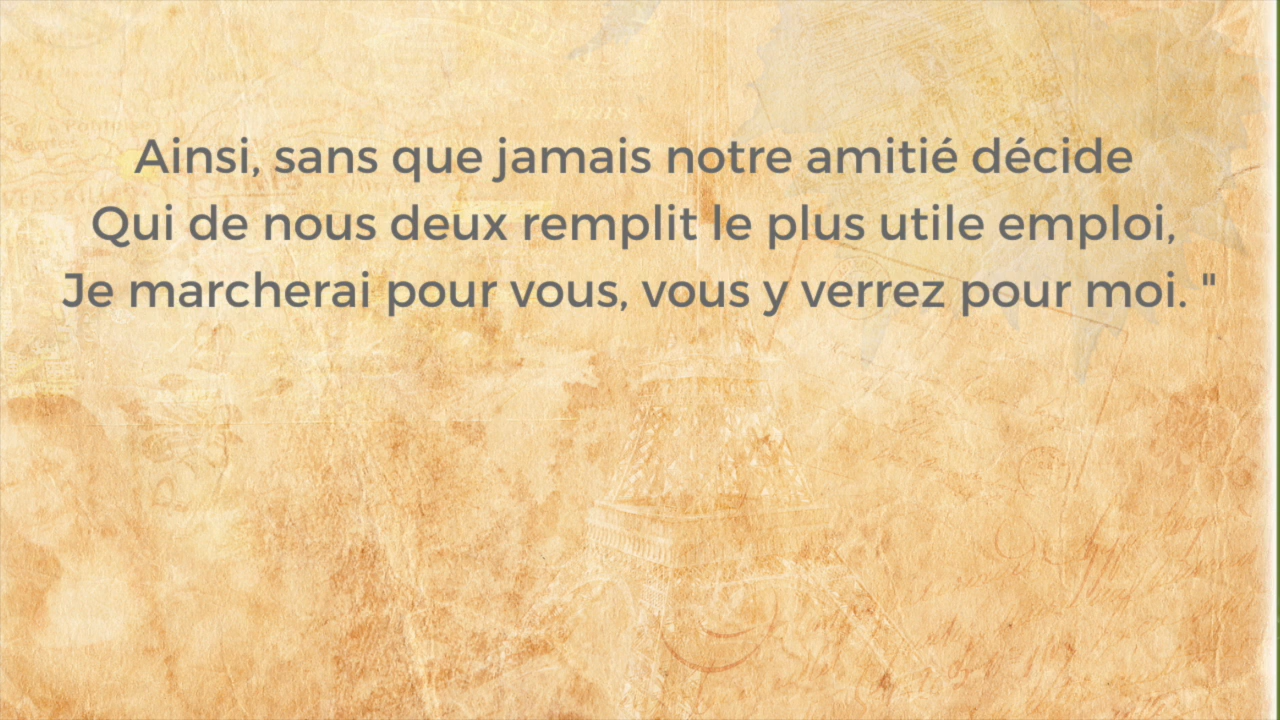 Ainsi, sans que jamais notre amitié décide
Qui de nous deux remplit le plus utile emploi,
Je marcherai pour vous, vous y verrez pour moi. "